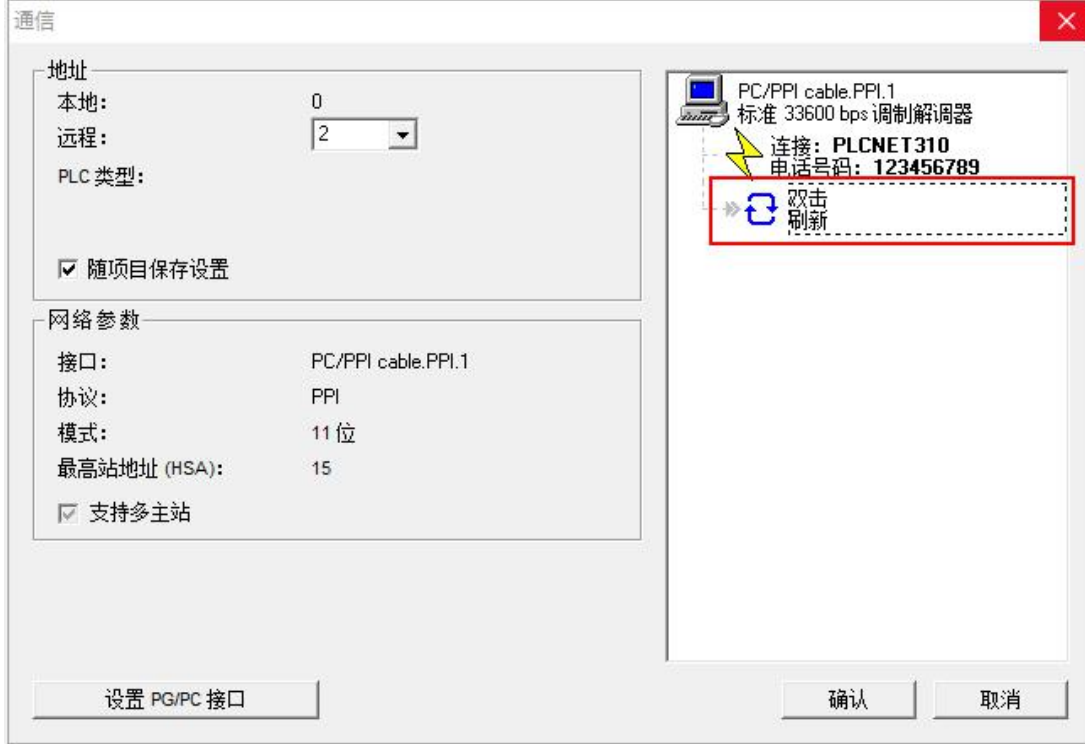 通信
地址
本地： 0
远程： 2
PLC 类型：
随项目保存设置
网络参数
接口： PC/PPI cable.PPI.1
协议： PPI
模式： 11 位
最高站地址 (HSA)： 15
支持多主站
设置 PG/PC 接口
PC/PPI cable.PPI.1
标准 33600 bps 调制解调器
连接：PLCNET310
电话号码：123456789
双击
刷新
确认
取消